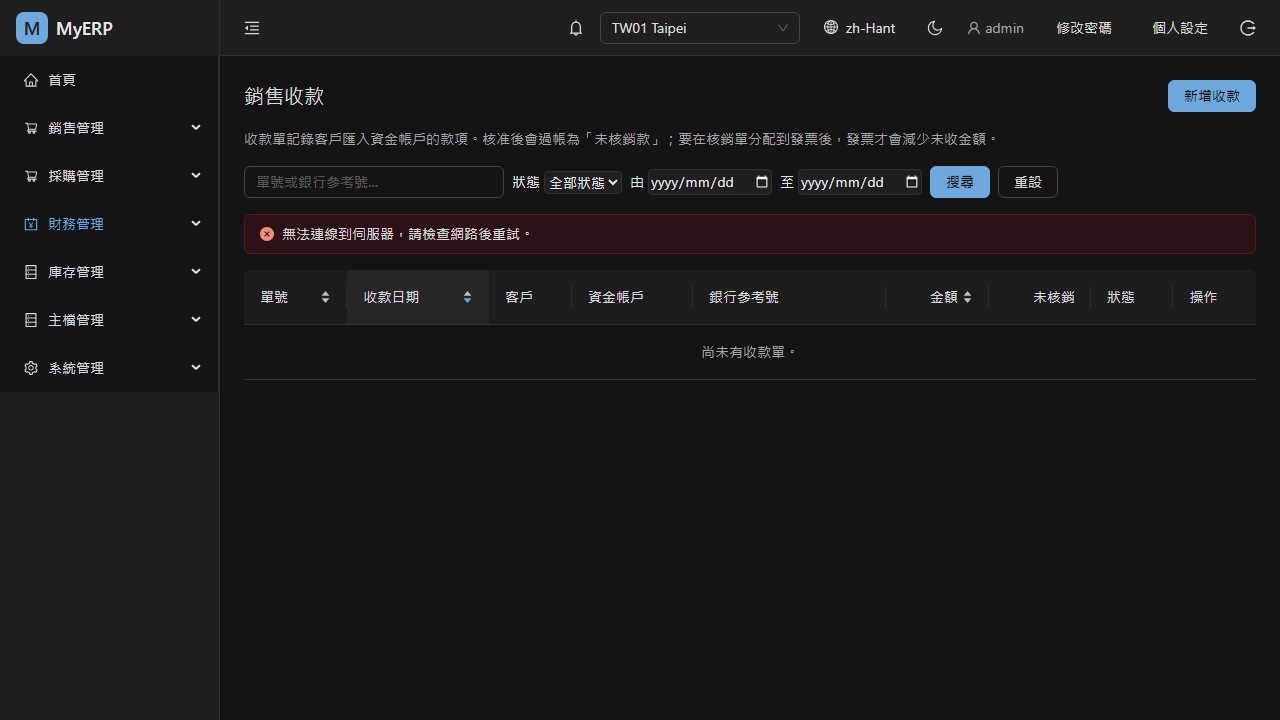 M MyERP
TW01 Taipei
zh-Hant
admin
修改密碼
個人設定
首頁
銷售管理
採購管理
財務管理
庫存管理
主檔管理
系統管理
銷售收款
新增收款
收款單記錄客戶匯入資金帳戶的款項。核准後會過帳為「未核銷款」；要在核銷單分配到發票後，發票才會減少未收金額。
單號或銀行參考號... 狀態 全部狀態 由 yyyy/mm/dd 至 yyyy/mm/dd 搜尋 重設
無法連線到伺服器，請檢查網路後重試。
單號 收款日期 客戶 資金帳戶 銀行參考號 金額 未核銷 狀態 操作
尚未有收款單。